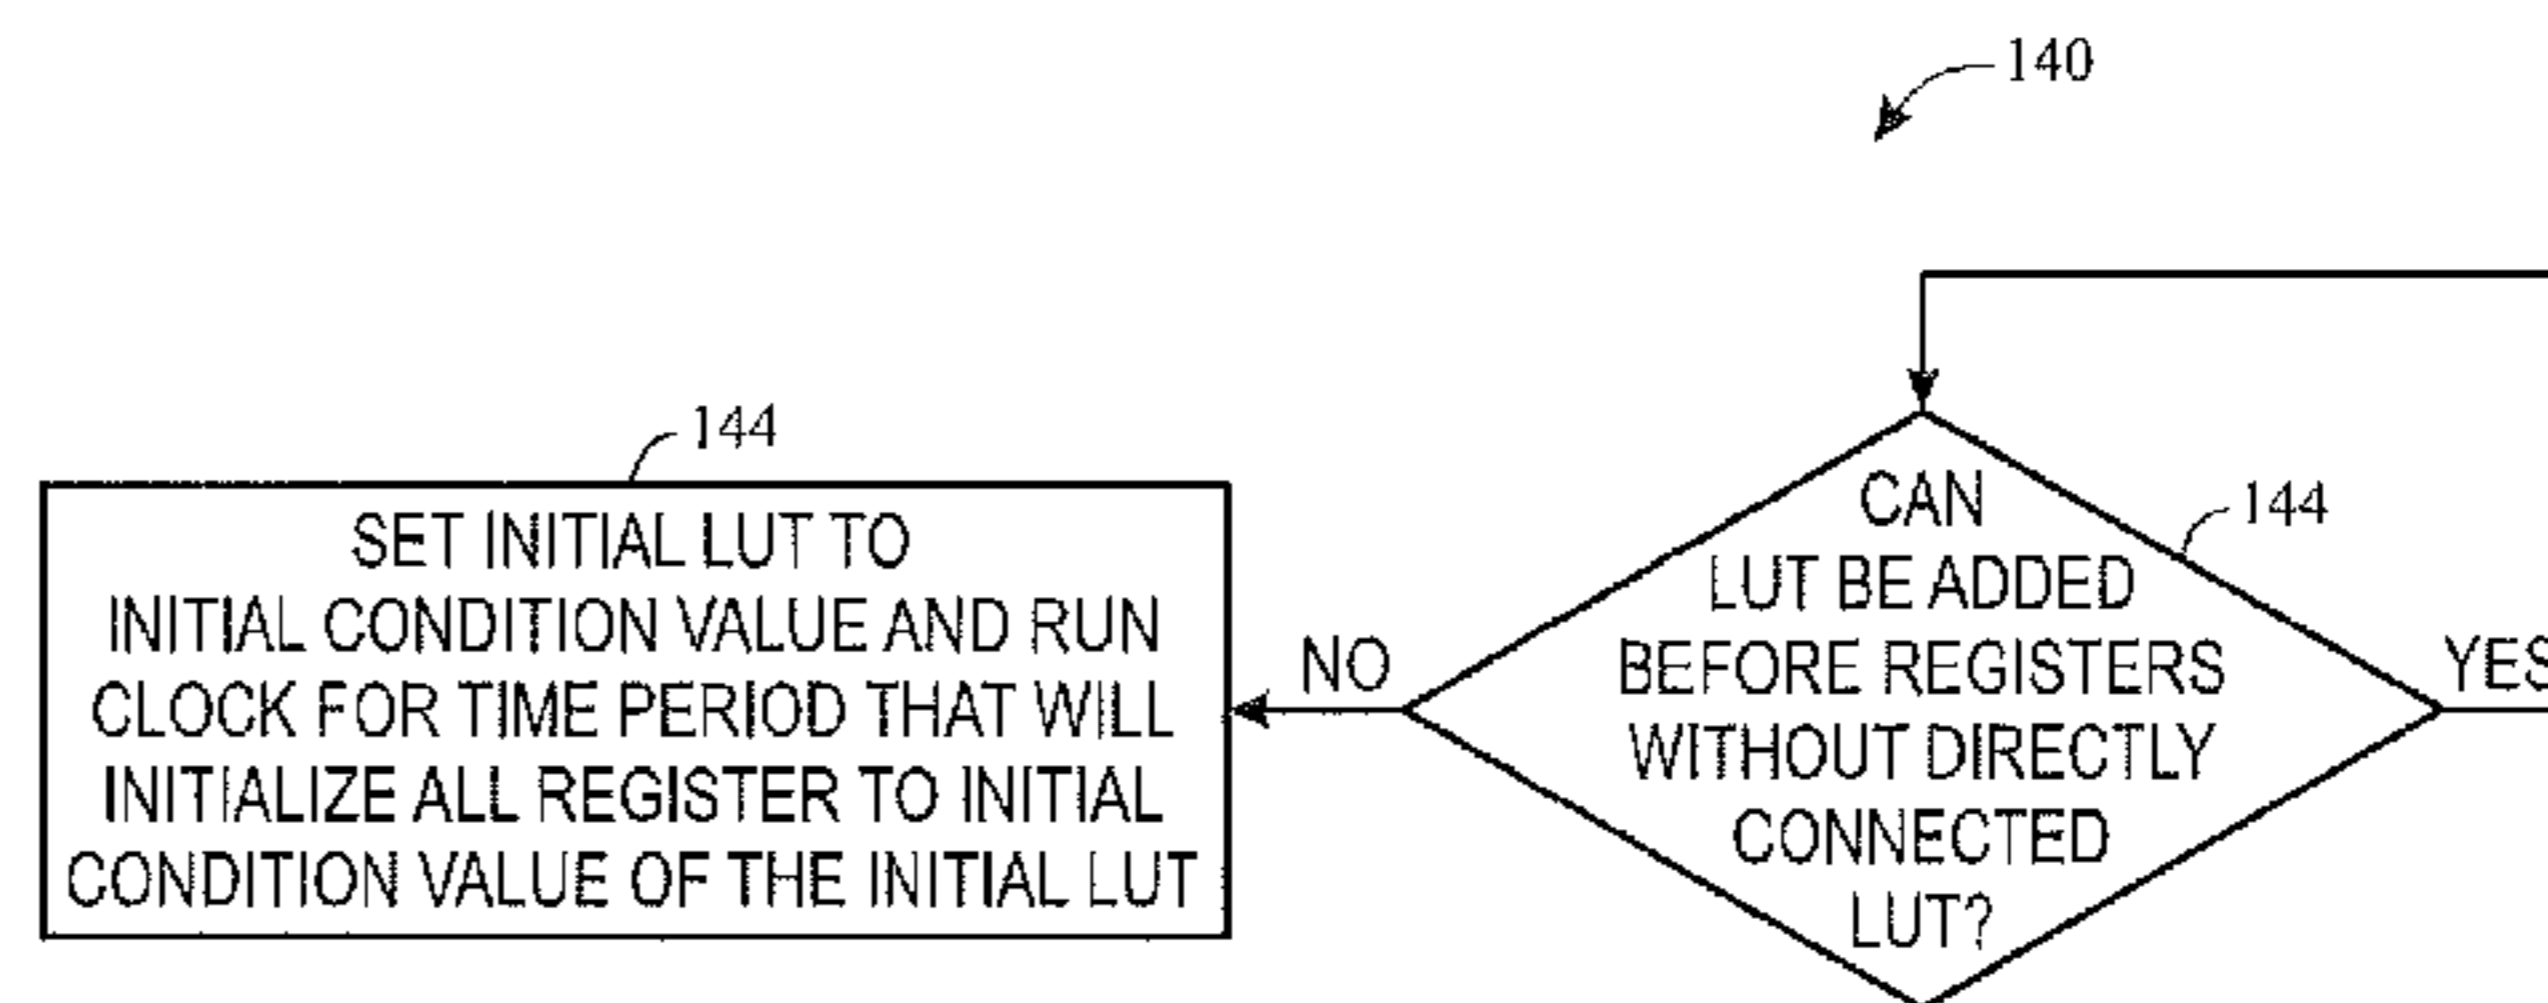 140
144
SET INITIAL LUT TO
INITIAL CONDITION VALUE AND RUN
CLOCK FOR TIME PERIOD THAT WILL
INITIALIZE ALL REGISTER TO INITIAL
CONDITION VALUE OF THE INITIAL LUT
NO
144
CAN
LUT BE ADDED
BEFORE REGISTERS
WITHOUT DIRECTLY
CONNECTED
LUT?
YES